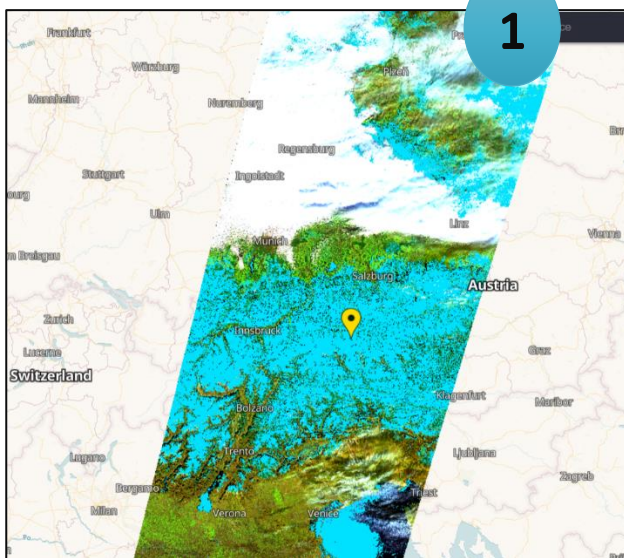 1
Frankfurt
Würzburg
Plzeň
Mannheim
Nuremberg
Regensburg
Stuttgart
Ingolstadt
Ulm
Linz
Munich
Vienna
Salzburg
Austria
Zurich
Innsbruck
Lucerne
Graz
Switzerland
Klagenfurt
Maribor
Bolzano
Trento
Ljubljana
Lugano
Zagreb
Bergamo
Triest
Milan
Verona
Venice